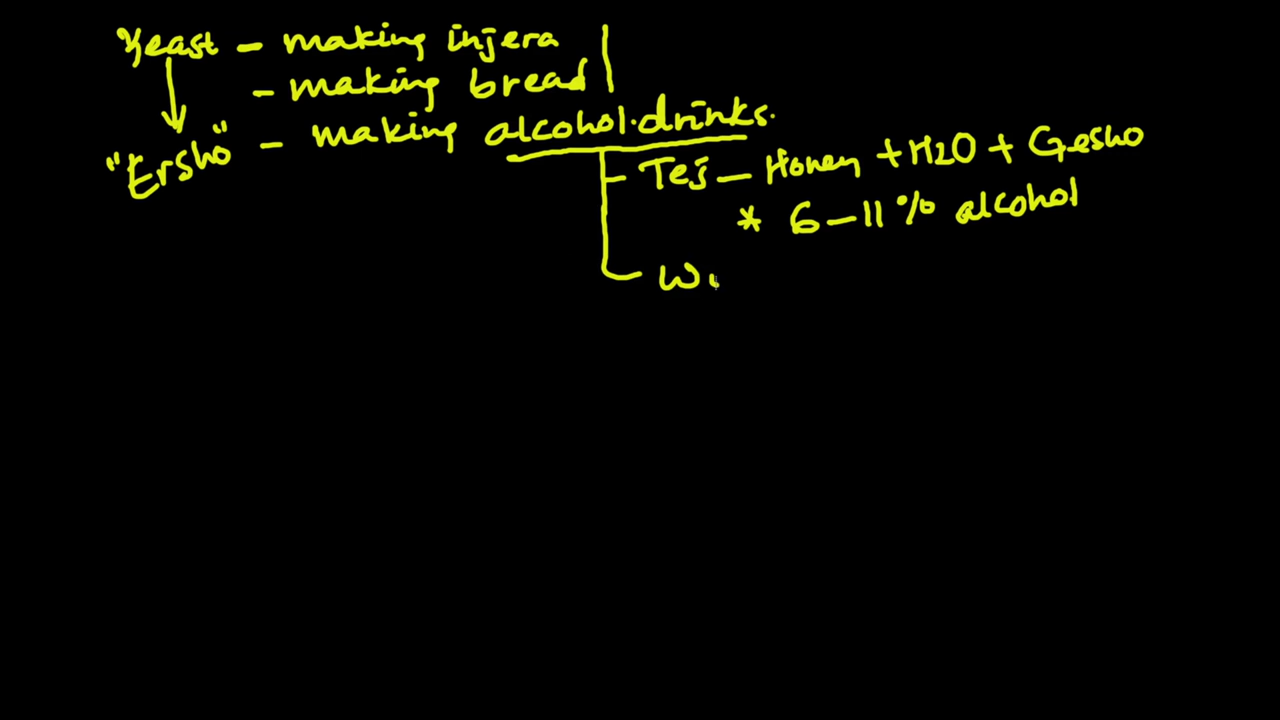 Yeast - making injera
- making bread
"Ersho" - making alcohol.drinks.
Tej - Honey + H2O + Gesho
* 6-11% alcohol